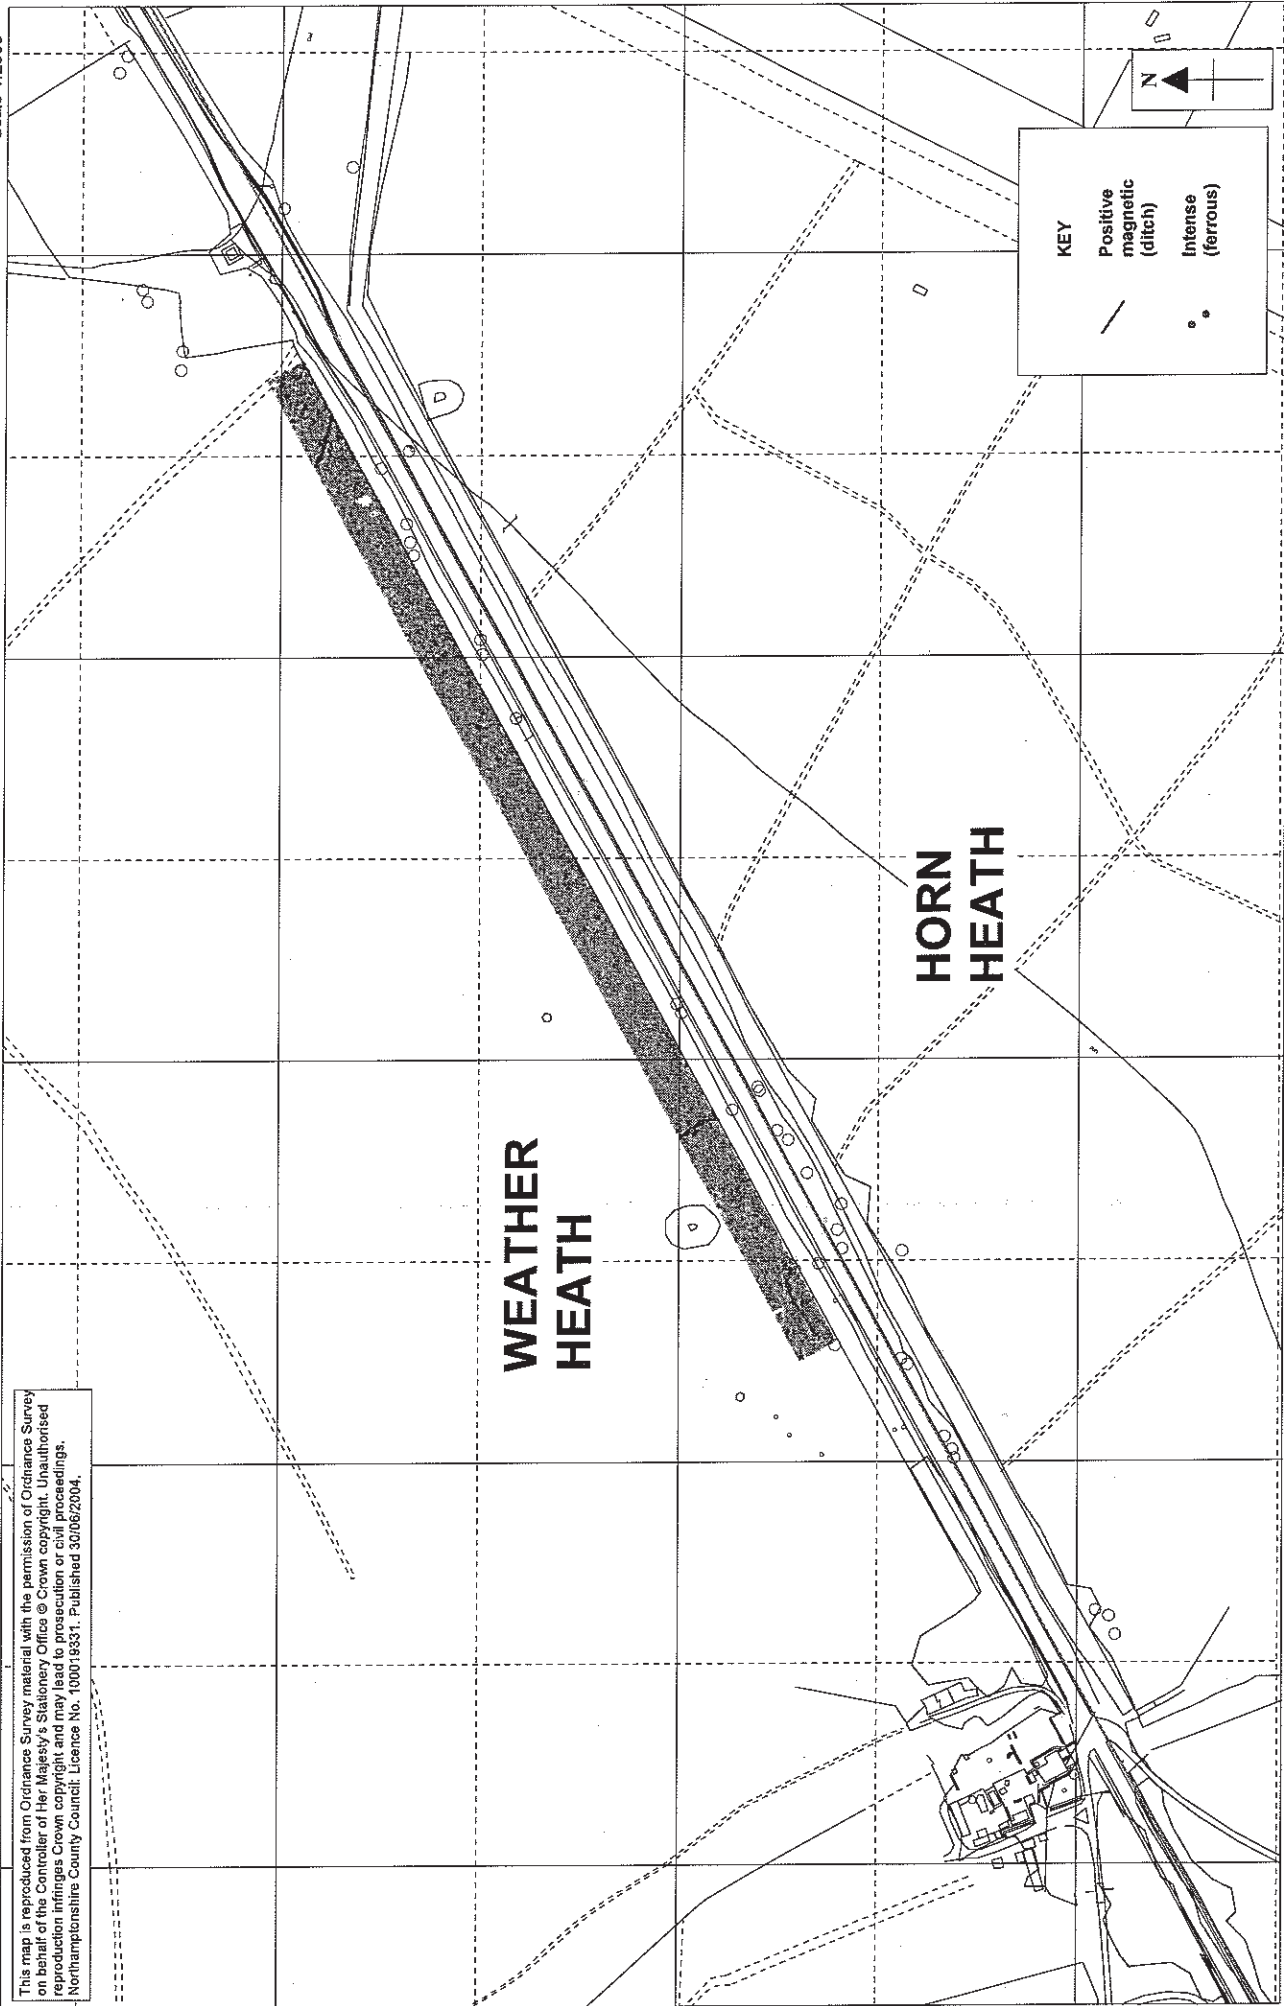 This map is reproduced from Ordnance Survey material with the permission of Ordnance Survey
on behalf of the Controller of Her Majesty's Stationery Office © Crown copyright. Unauthorised
reproduction infringes Crown copyright and may lead to prosecution or civil proceedings.
Northamptonshire County Council: Licence No. 100019331. Published 30/06/2004.
WEATHER
HEATH
HORN
HEATH
N
KEY
Positive
magnetic
(ditch)
Intense
(ferrous)